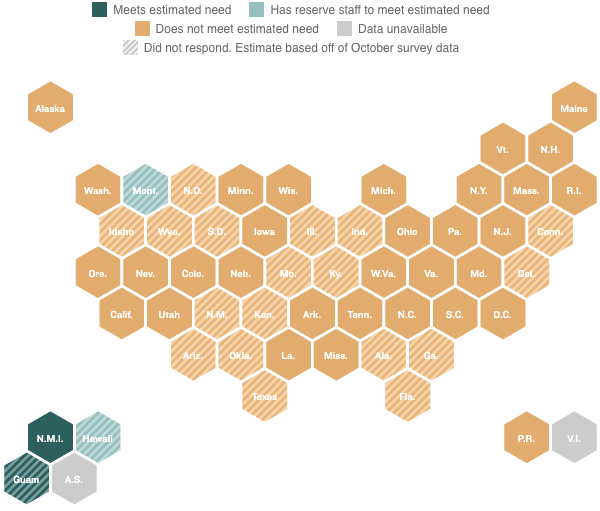 Meets estimated need Has reserve staff to meet estimated need
Does not meet estimated need Data unavailable
Did not respond. Estimate based off of October survey data
Alaska Maine
Vt. N.H.
Wash. Mont. N.D. Minn. Wis. Mich. N.Y. Mass. R.I.
Idaho Wyo. S.D. Iowa Ill. Ind. Ohio Pa. N.J. Conn.
Ore. Nev. Colo. Neb. Mo. Ky. W.Va. Va. Md. Del.
Calif. Utah N.M. Kan. Ark. Tenn. N.C. S.C. D.C.
Ariz. Okla. La. Miss. Ala. Ga.
Texas Fla.
N.M.I. Hawaii P.R. V.I.
Guam A.S.